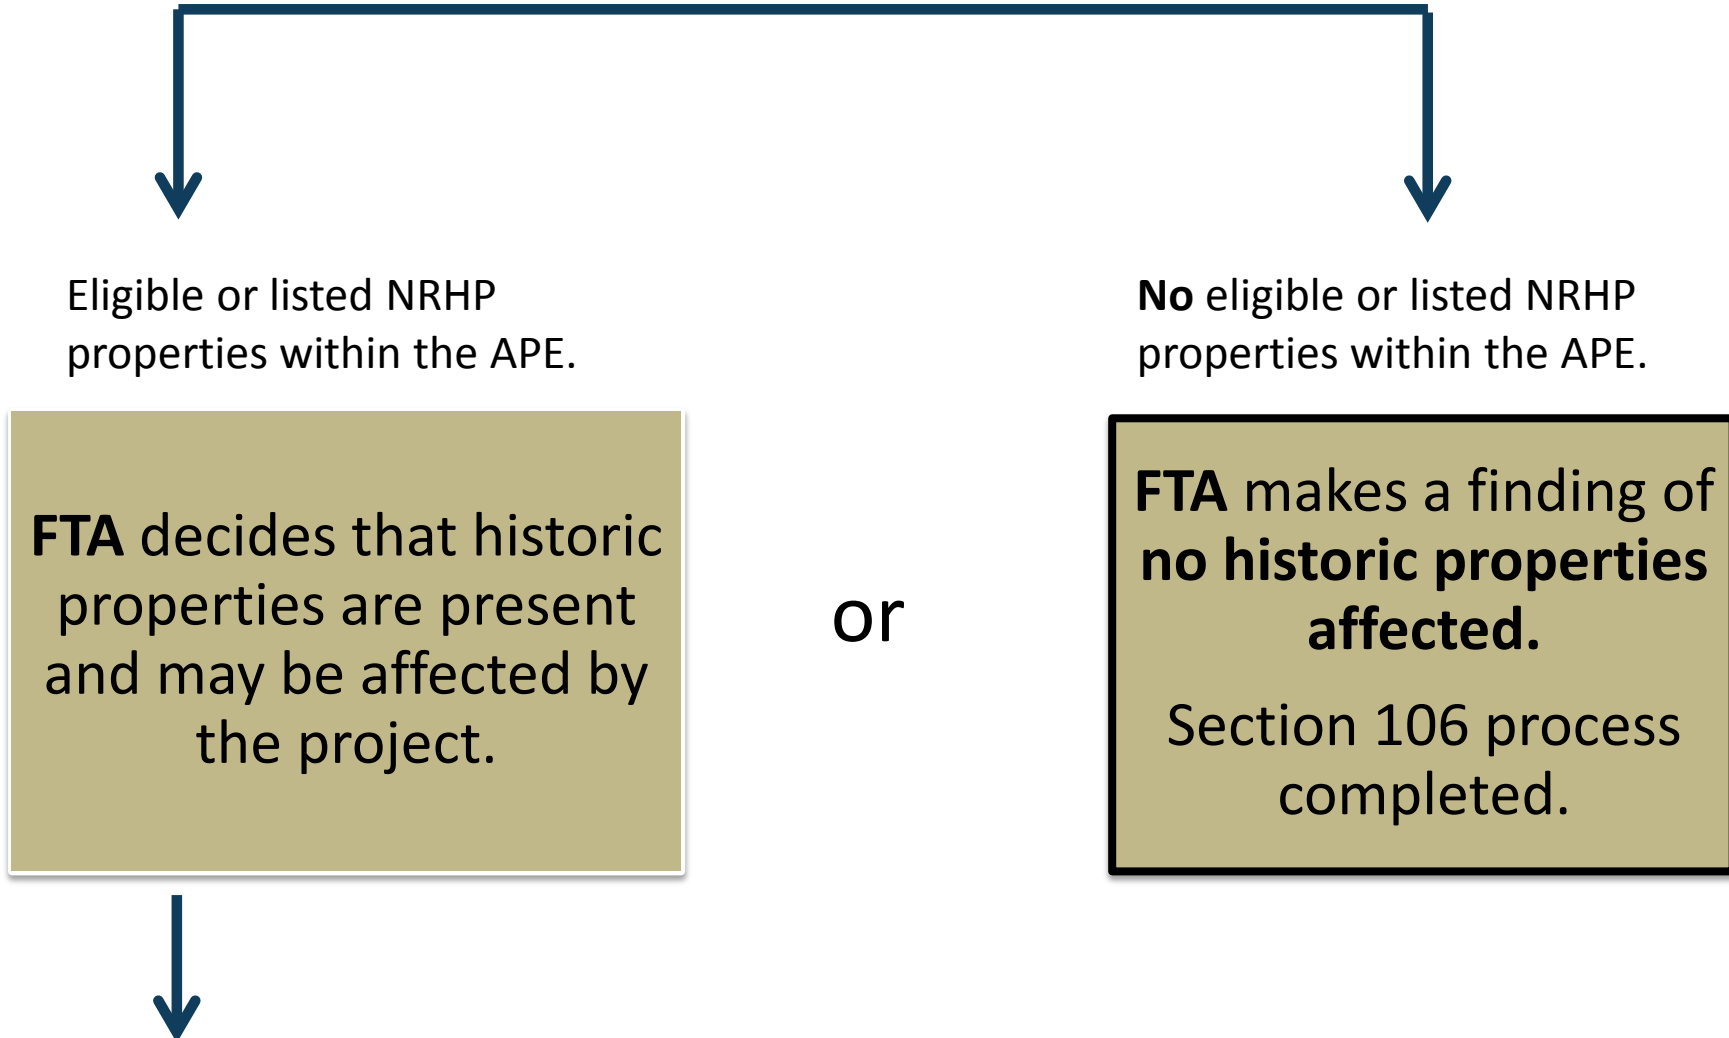 Eligible or listed NRHP
properties within the APE.
FTA decides that historic
properties are present
and may be affected by
the project.
or
No eligible or listed NRHP
properties within the APE.
FTA makes a finding of
no historic properties
affected.
Section 106 process
completed.